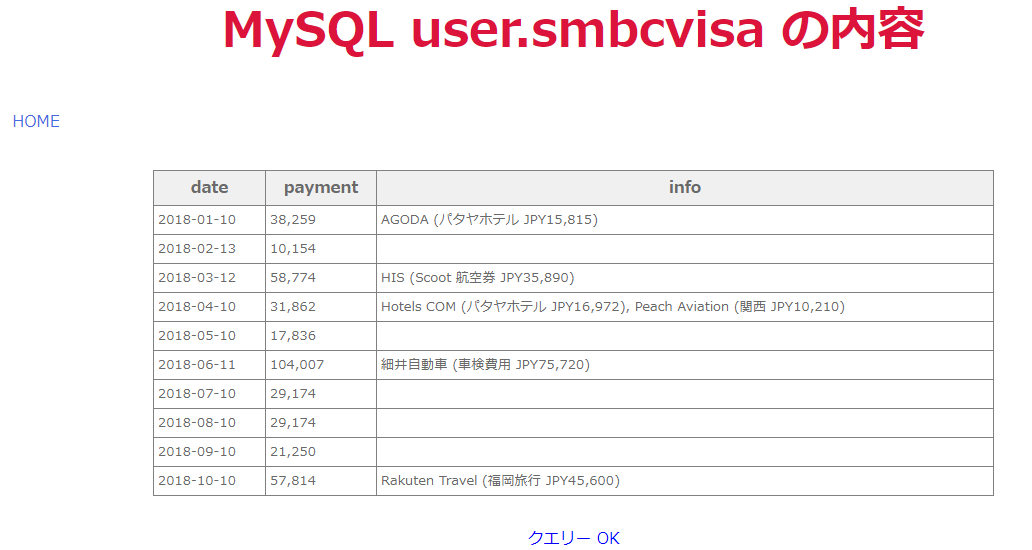 MySQL user.smbcvisa の内容
HOME
date payment info
2018-01-10 38,259 AGODA (パタヤホテル JPY15,815)
2018-02-13 10,154
2018-03-12 58,774 HIS (Scoot 航空券 JPY35,890)
2018-04-10 31,862 Hotels COM (パタヤホテル JPY16,972), Peach Aviation (関西 JPY10,210)
2018-05-10 17,836
2018-06-11 104,007 細井自動車 (車検費用 JPY75,720)
2018-07-10 29,174
2018-08-10 29,174
2018-09-10 21,250
2018-10-10 57,814 Rakuten Travel (福岡旅行 JPY45,600)
クエリー OK